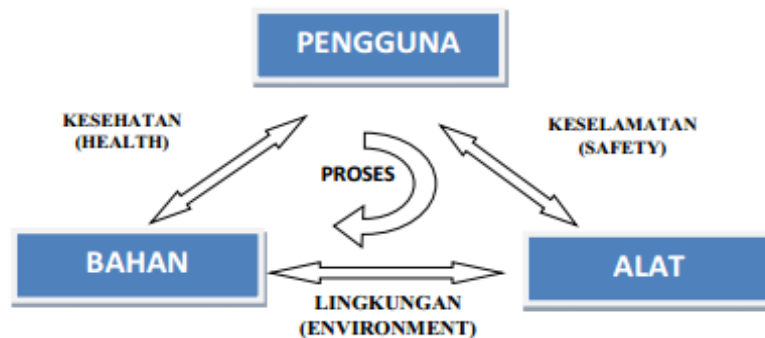 PENGGUNA
KESEHATAN
(HEALTH)
KESELAMATAN
(SAFETY)
PROSES
BAHAN
ALAT
LINGKUNGAN
(ENVIRONMENT)